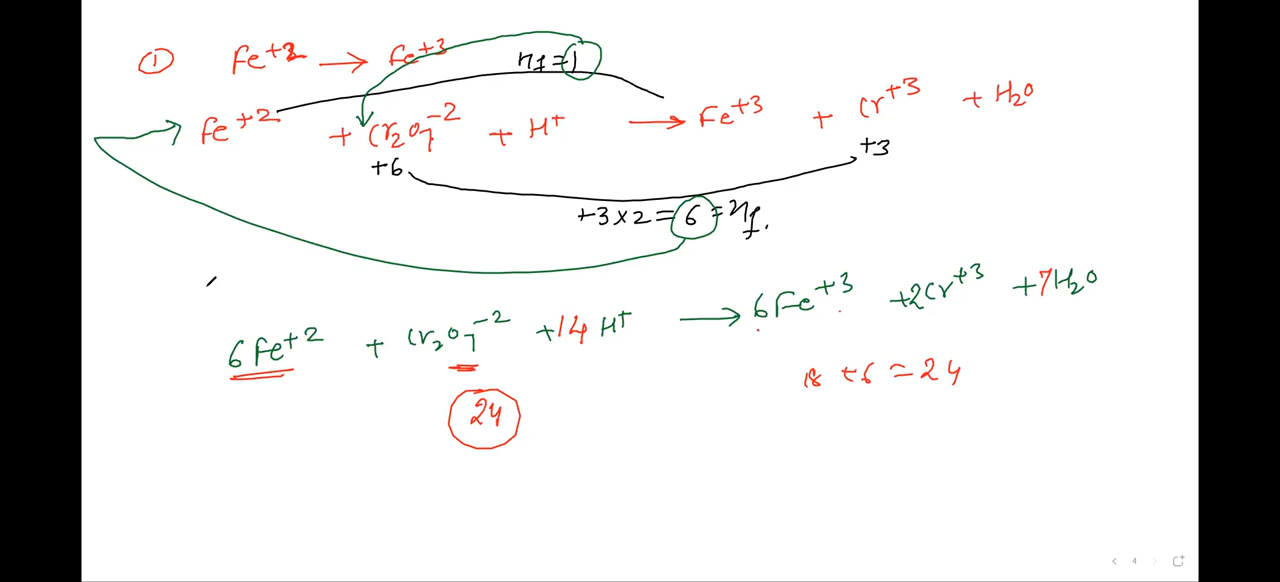 ① Fe⁺² → Fe⁺³
n_f = 1
Fe⁺² + Cr₂O₇⁻² + H⁺ → Fe⁺³ + Cr⁺³ + H₂O
+6 +3
+3 × 2 = 6 = n_f.
6Fe⁺² + Cr₂O₇⁻² + 14H⁺ → 6Fe⁺³ + 2Cr⁺³ + 7H₂O
18 + 6 = 24
24
4